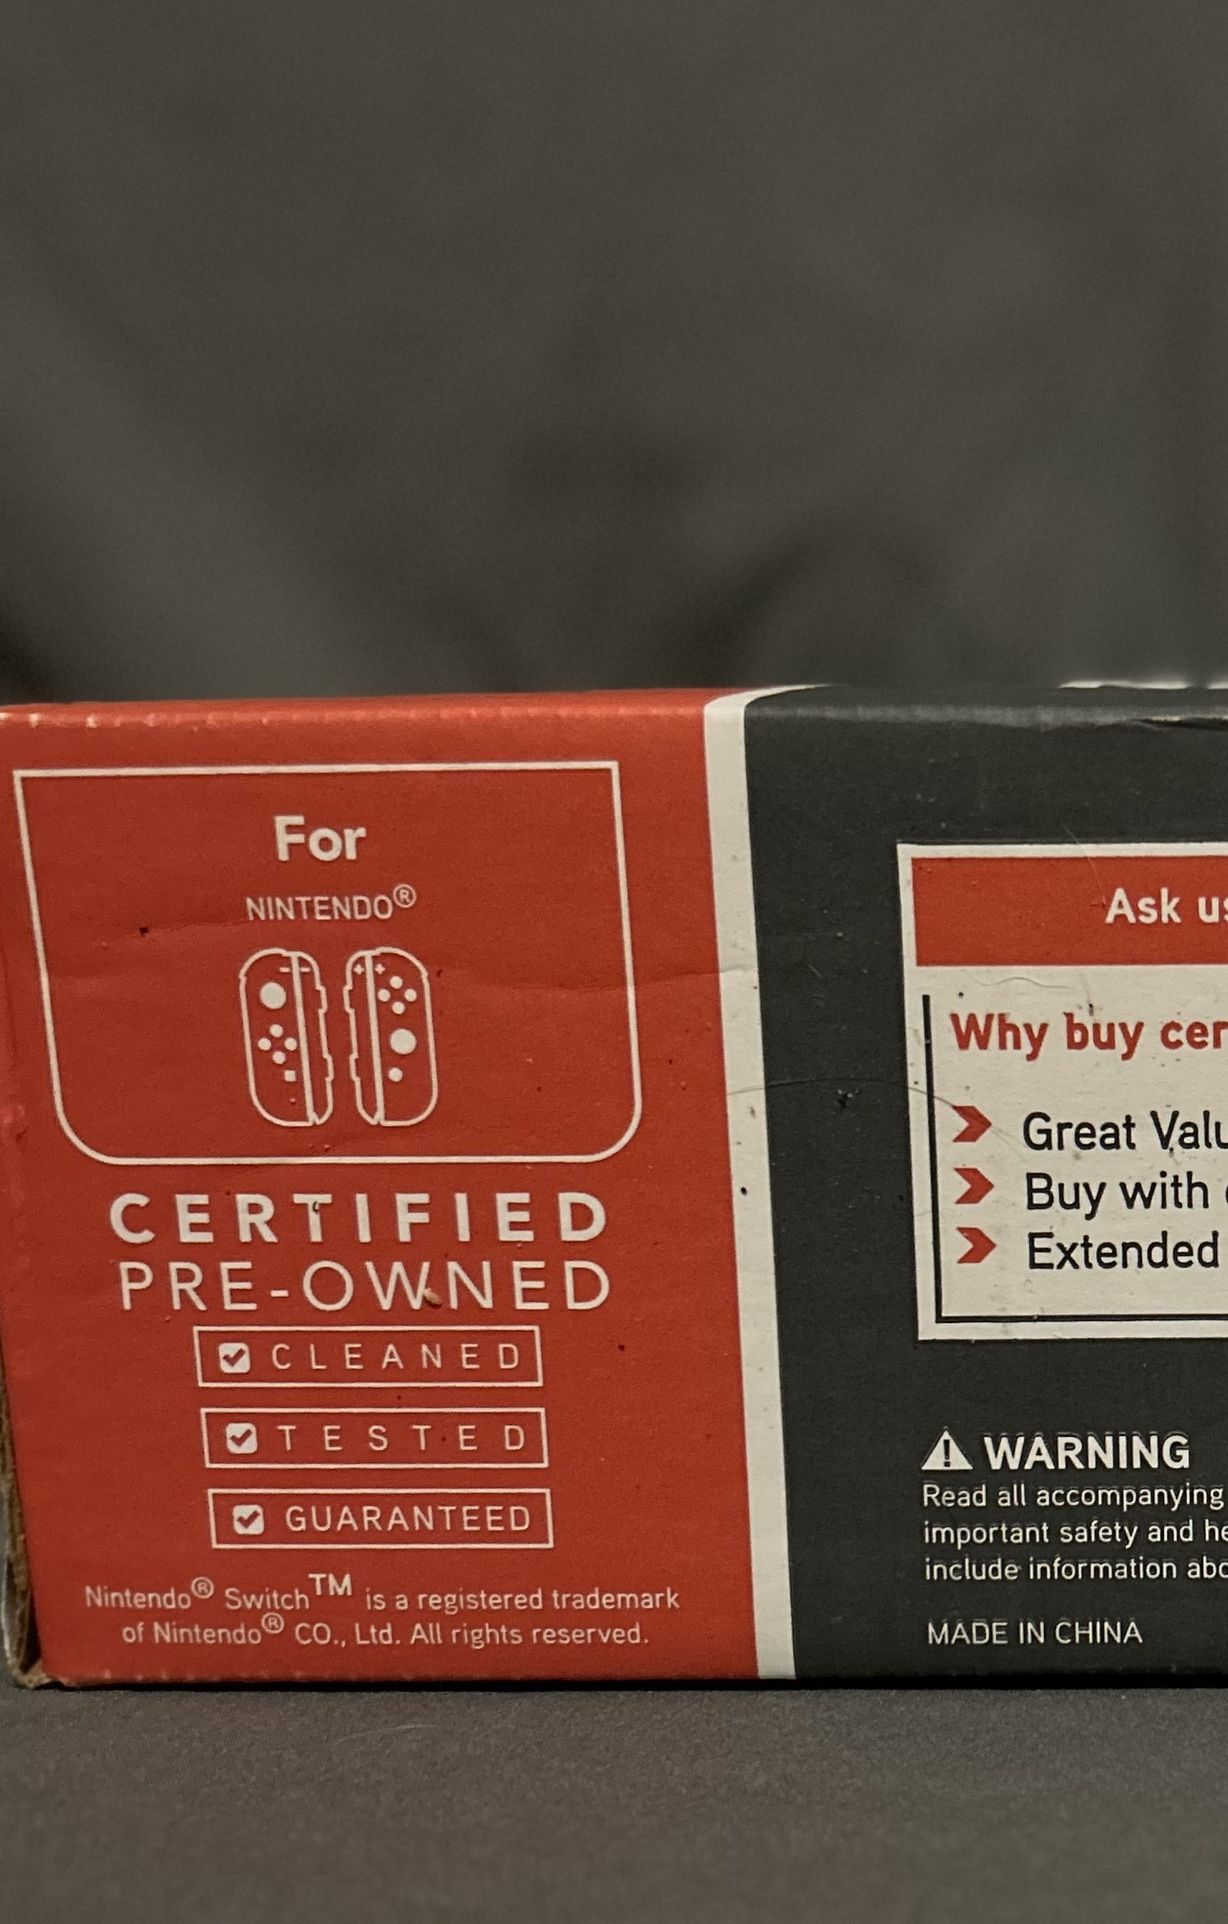 For
NINTENDO®
CERTIFIED
PRE-OWNED
CLEANED
TESTED
GUARANTEED
Nintendo® Switch™ is a registered trademark
of Nintendo® CO., Ltd. All rights reserved.
Ask
Why buy
Great
Buy with
Extended
WARNING
Read all accompanying
important safety and
include information
MADE IN CHINA